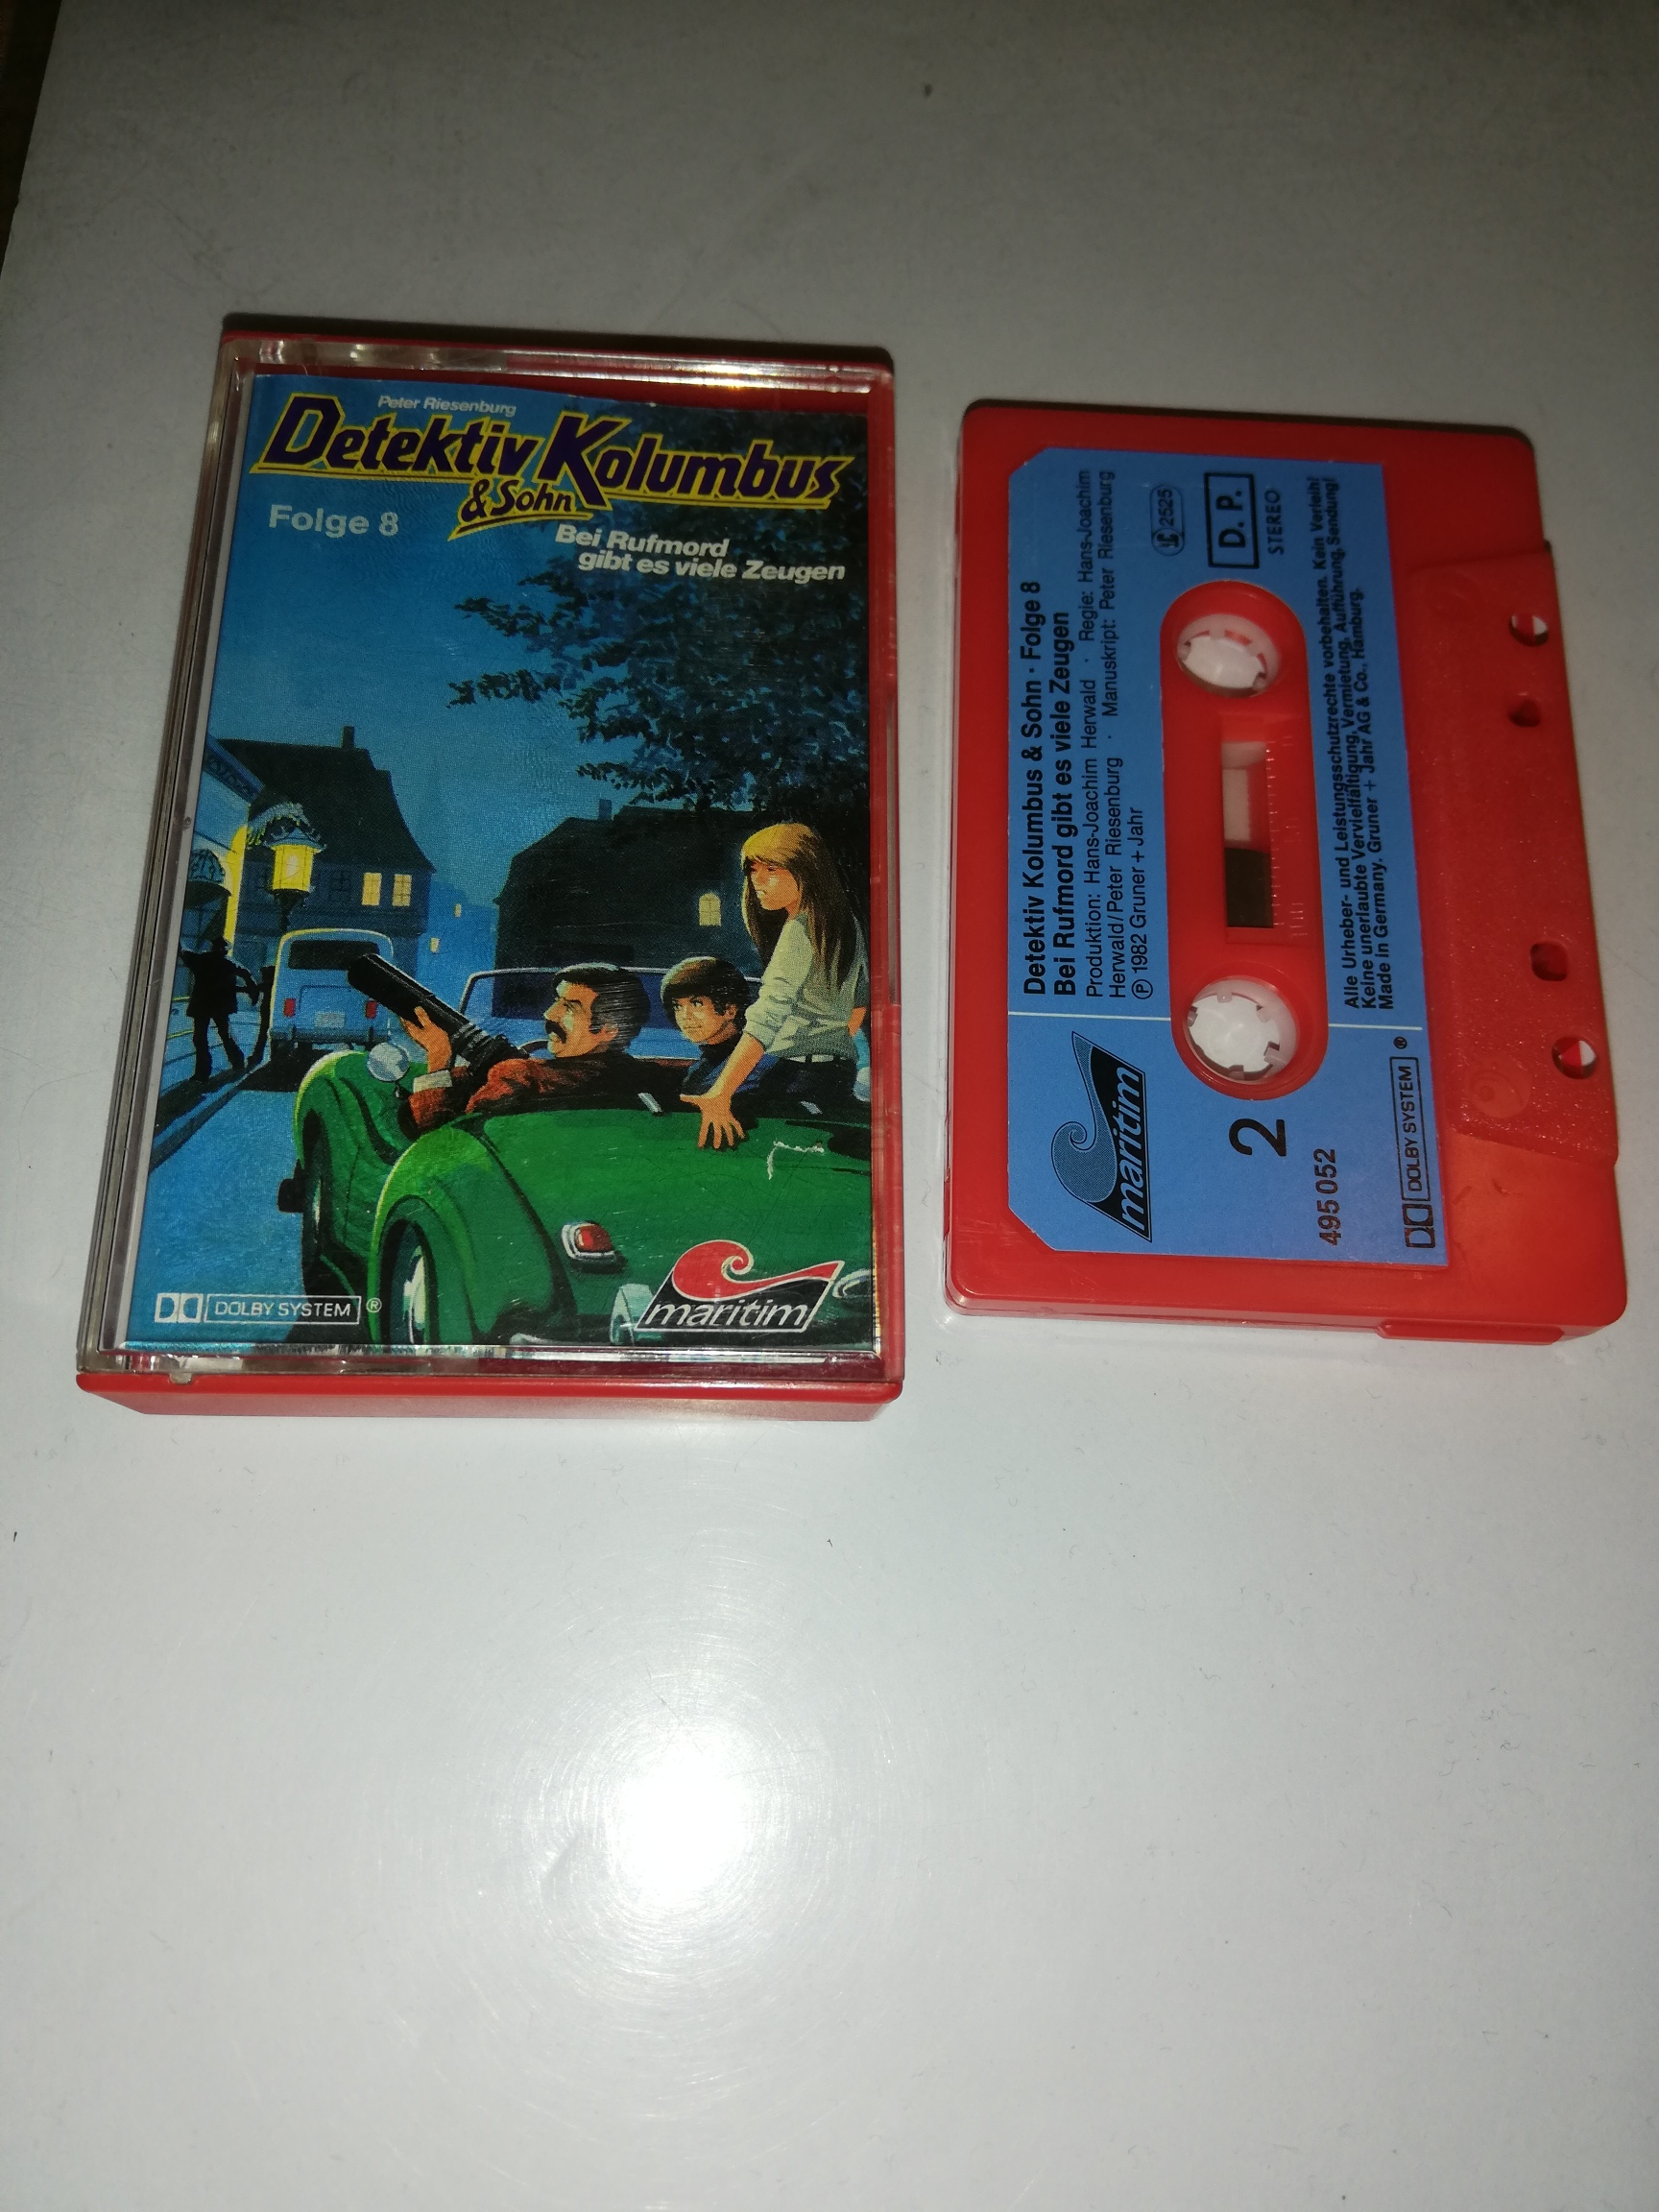 Peter Riesenburg
Detektiv Kolumbus
& Sohn
Folge 8
Bei Rufmord
gibt es viele Zeugen
DOLBY SYSTEM ®
maritim
Detektiv Kolumbus & Sohn · Folge 8
Bei Rufmord gibt es viele Zeugen
Produktion: Hans-Joachim Herwald · Regie: Hans-Joachim
Herwald/Peter Riesenburg · Manuskript: Peter Riesenburg
Ⓟ 1982 Gruner + Jahr
LC 2525
D. P.
STEREO
maritim
2
495 052
Alle Urheber- und Leistungsschutzrechte vorbehalten. Kein Verleih!
Keine unerlaubte Vervielfältigung, Vermietung, Aufführung, Sendung!
Made in Germany. Gruner + Jahr AG & Co., Hamburg.
DOLBY SYSTEM ®